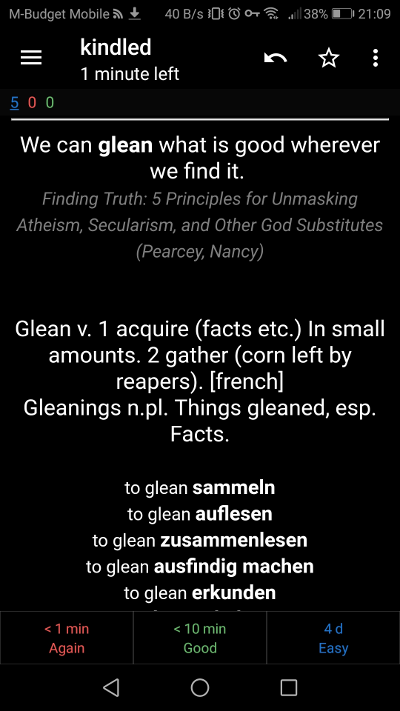 M-Budget Mobile 40 B/s 38% 21:09
kindled
1 minute left
5 0 0
We can glean what is good wherever
we find it.
Finding Truth: 5 Principles for Unmasking
Atheism, Secularism, and Other God Substitutes
(Pearcey, Nancy)
Glean v. 1 acquire (facts etc.) In small
amounts. 2 gather (corn left by
reapers). [french]
Gleanings n.pl. Things gleaned, esp.
Facts.
to glean sammeln
to glean auflesen
to glean zusammenlesen
to glean ausfindig machen
to glean erkunden
< 1 min < 10 min 4 d
Again Good Easy